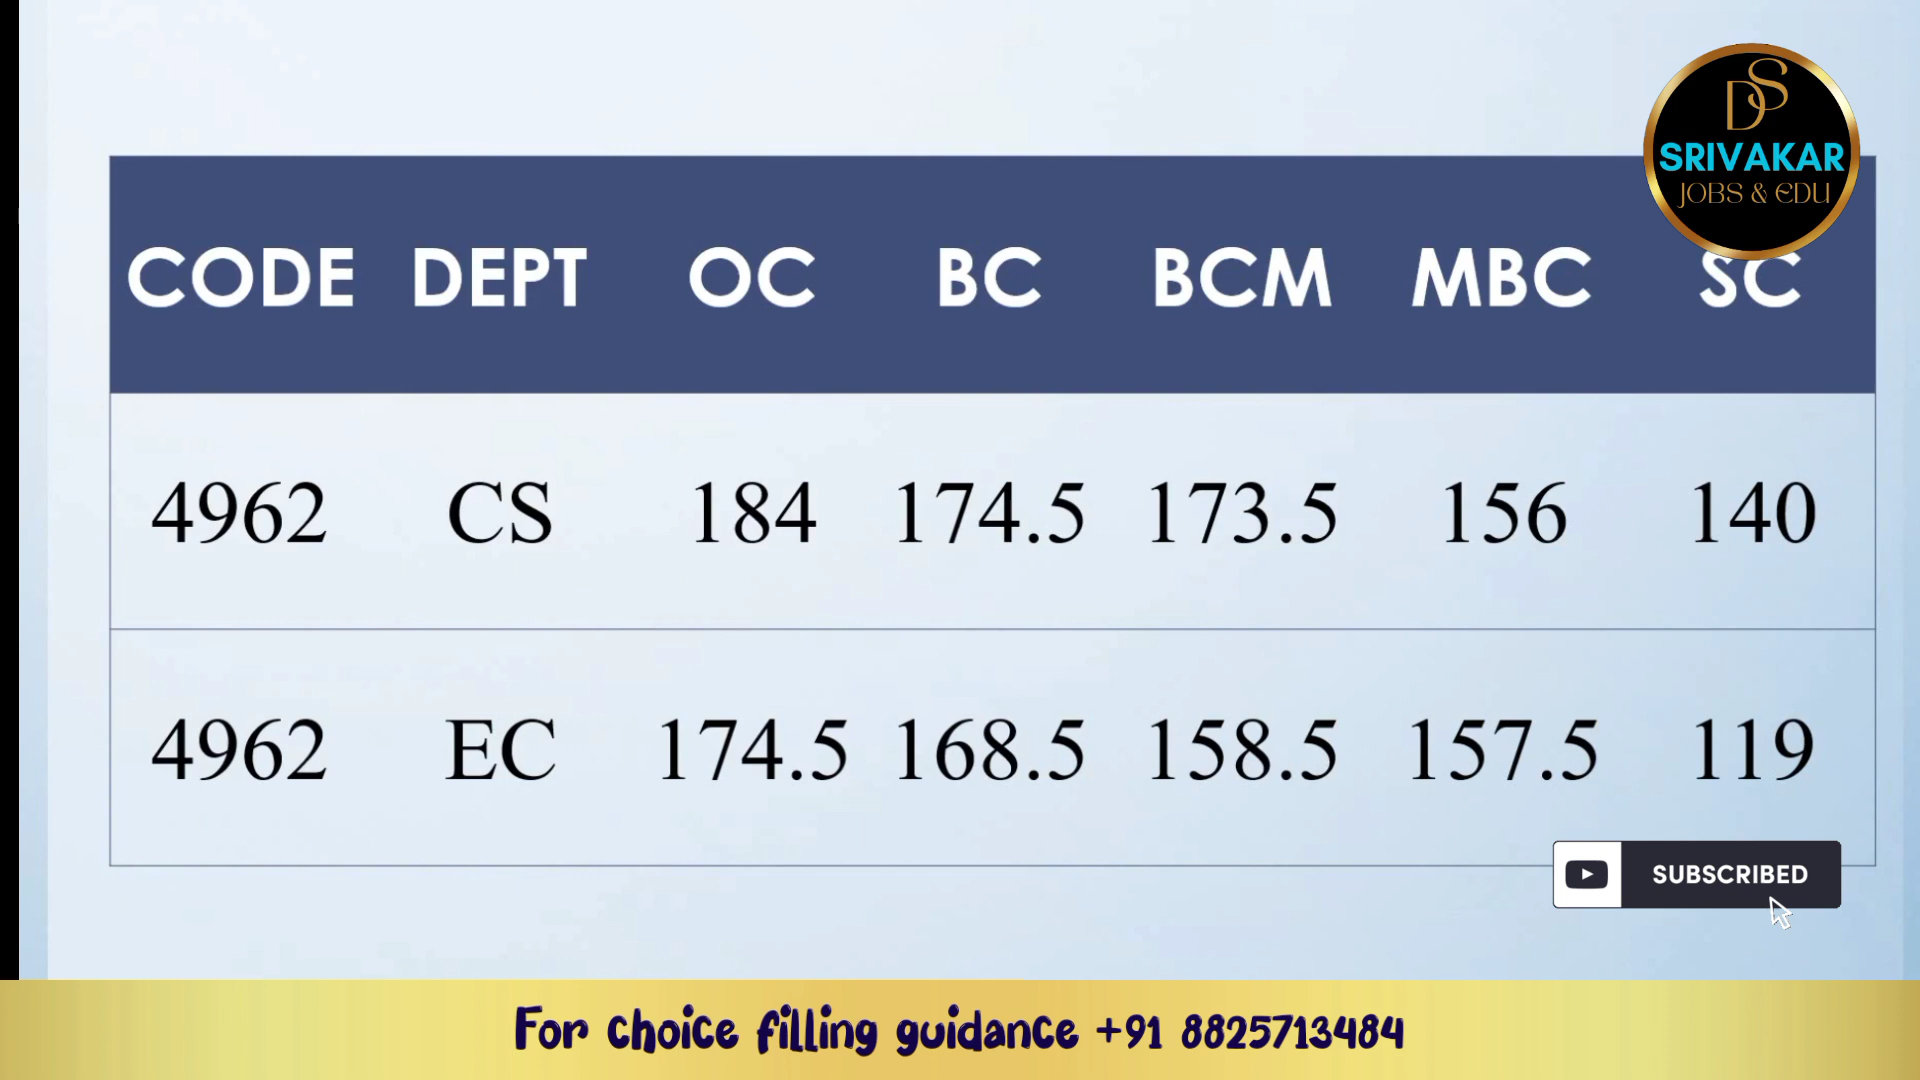 DS
SRIVAKAR
JOBS & EDU
CODE DEPT OC BC BCM MBC SC
4962 CS 184 174.5 173.5 156 140
4962 EC 174.5 168.5 158.5 157.5 119
SUBSCRIBED
For choice filling guidance +91 8825713484